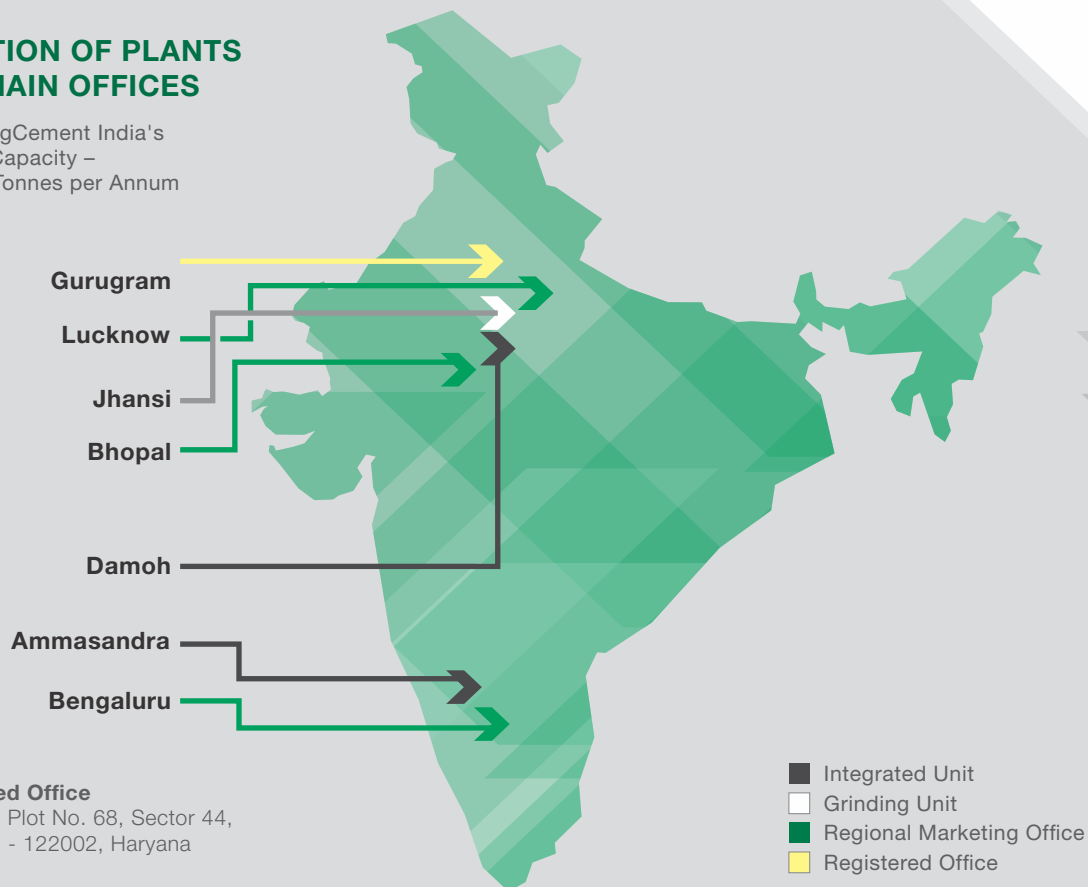 TION OF PLANTS
MAIN OFFICES
gCement India's
Capacity –
Tonnes per Annum
Gurugram
Lucknow
Jhansi
Bhopal
Damoh
Ammasandra
Bengaluru
ed Office
Plot No. 68, Sector 44,
- 122002, Haryana
Integrated Unit
Grinding Unit
Regional Marketing Office
Registered Office